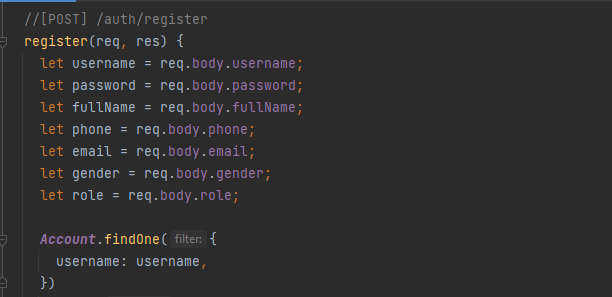 //[POST] /auth/register
register(req, res) {
let username = req.body.username;
let password = req.body.password;
let fullName = req.body.fullName;
let phone = req.body.phone;
let email = req.body.email;
let gender = req.body.gender;
let role = req.body.role;
Account.findOne( filter: {
username: username,
})